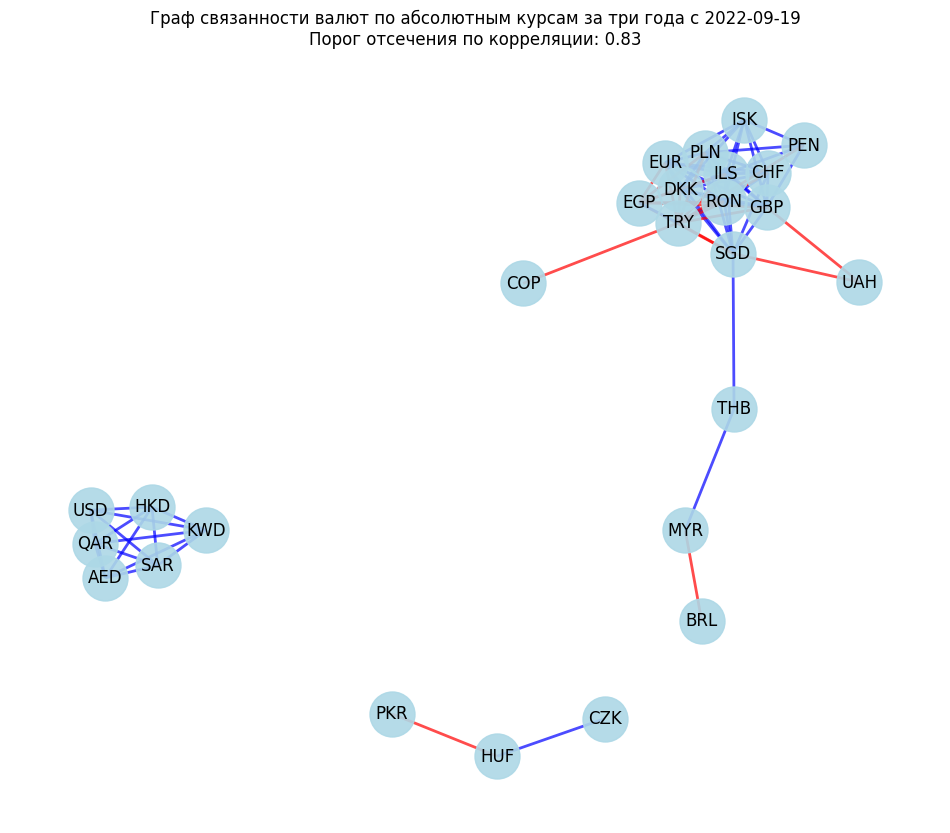 Граф связанности валют по абсолютным курсам за три года с 2022-09-19
Порог отсечения по корреляции: 0.83
ISK
PEN
PLN
EUR
ILS
CHF
DKK
EGP
RON
GBP
TRY
SGD
COP
UAH
THB
USD
HKD
KWD
MYR
QAR
SAR
AED
BRL
PKR
CZK
HUF